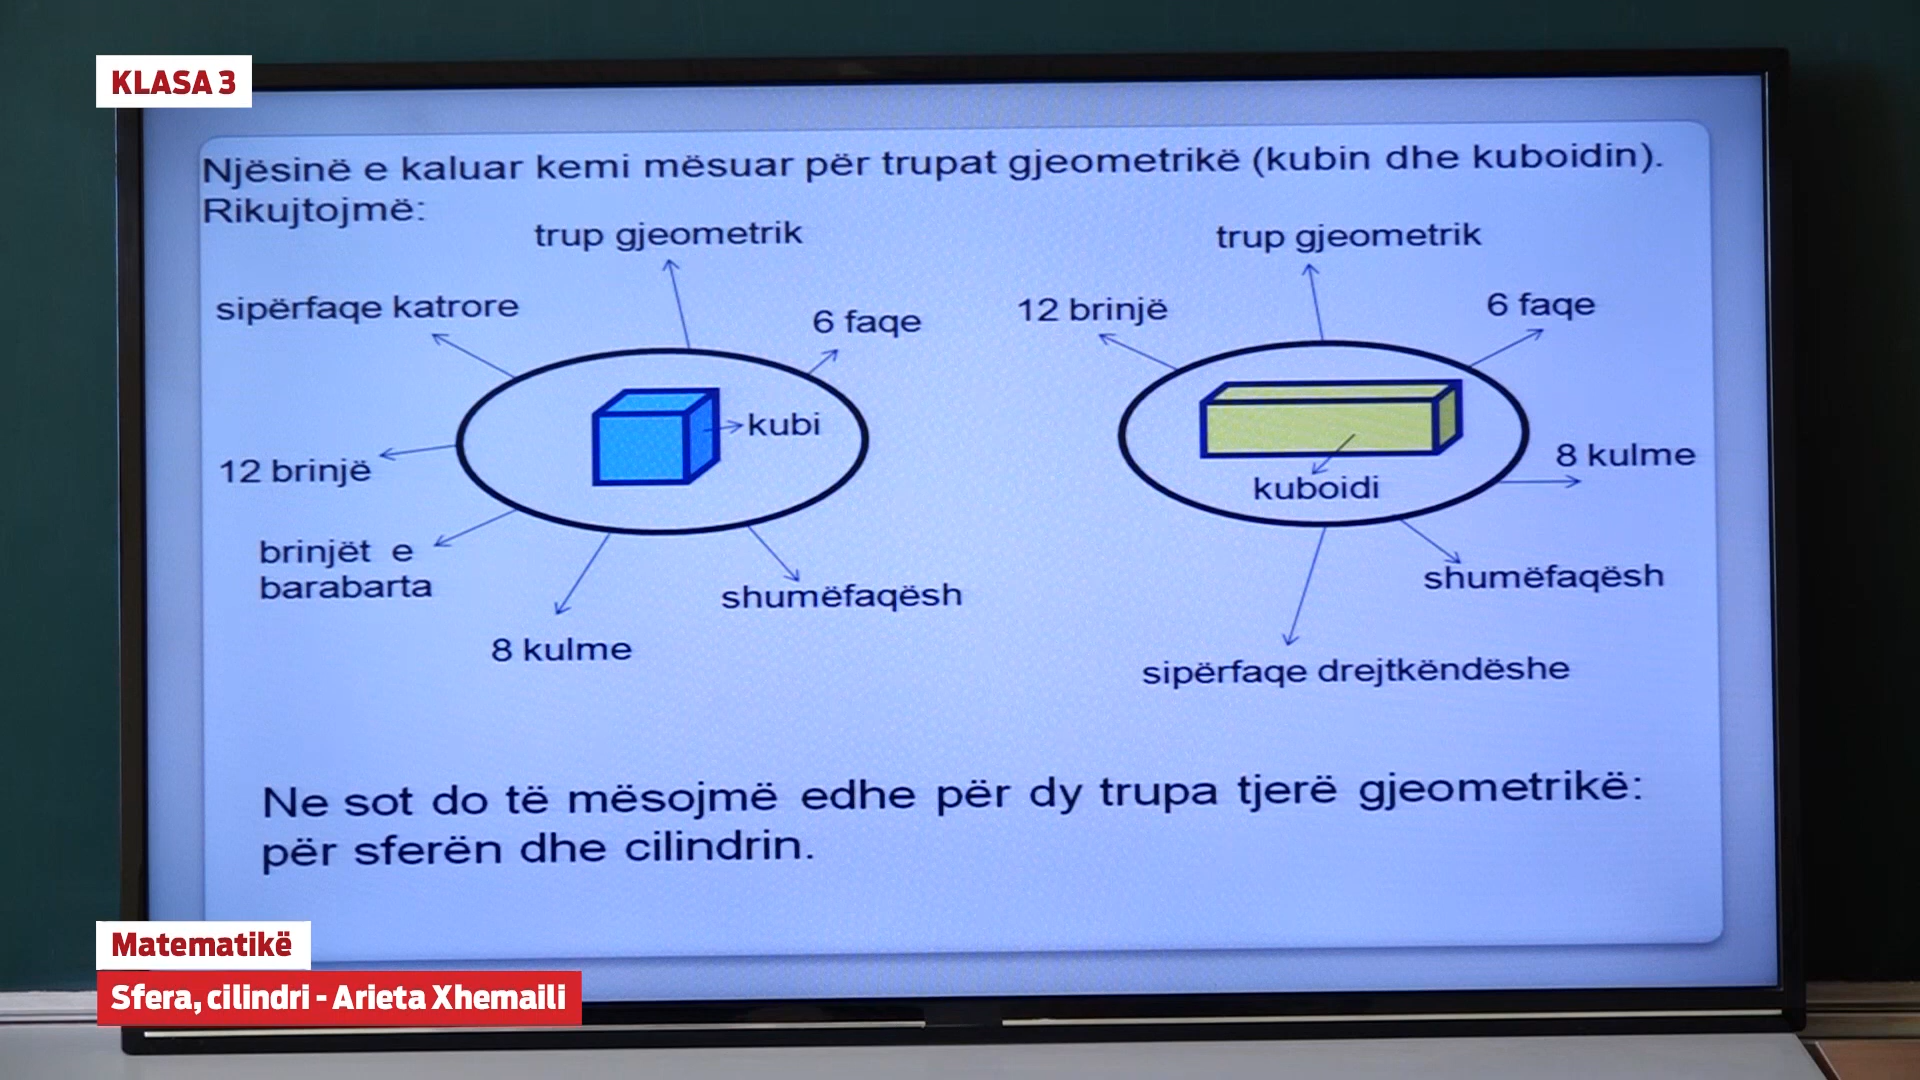 KLASA 3
Njësinë e kaluar kemi mësuar për trupat gjeometrikë (kubin dhe kuboidin).
Rikujtojmë:
trup gjeometrik
sipërfaqe katrore
6 faqe
kubi
12 brinjë
brinjët e
barabarta
8 kulme
shumëfaqësh
trup gjeometrik
12 brinjë
6 faqe
kuboidi
8 kulme
shumëfaqësh
sipërfaqe drejtkëndëshe
Ne sot do të mësojmë edhe për dy trupa tjerë gjeometrikë:
për sferën dhe cilindrin.
Matematikë
Sfera, cilindri - Arieta Xhemaili